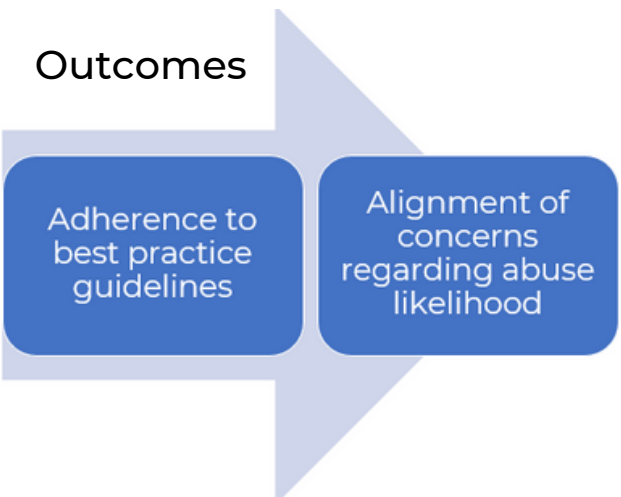 Outcomes
Adherence to
best practice
guidelines
Alignment of
concerns
regarding abuse
likelihood